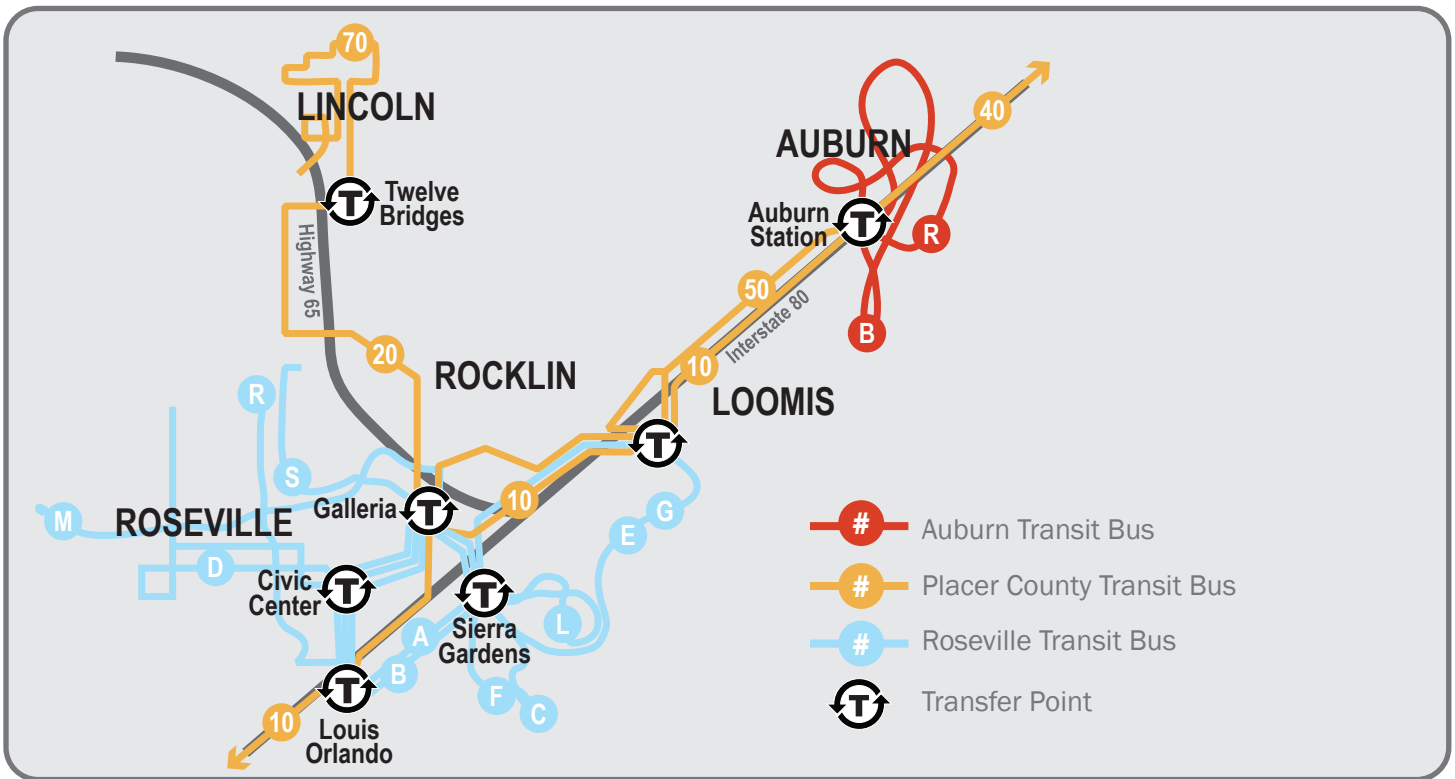 70
LINCOLN
40
AUBURN
Twelve
Bridges
Auburn
Station
R
Highway 65
50
B
Interstate 80
20
10
ROCKLIN
LOOMIS
R
S
Galleria
10
M
ROSEVILLE
G
E
D
Civic
Center
L
A
Sierra
Gardens
B
F
C
10
Louis
Orlando
# Auburn Transit Bus
# Placer County Transit Bus
# Roseville Transit Bus
T Transfer Point
T
T
T
T
T
T
T